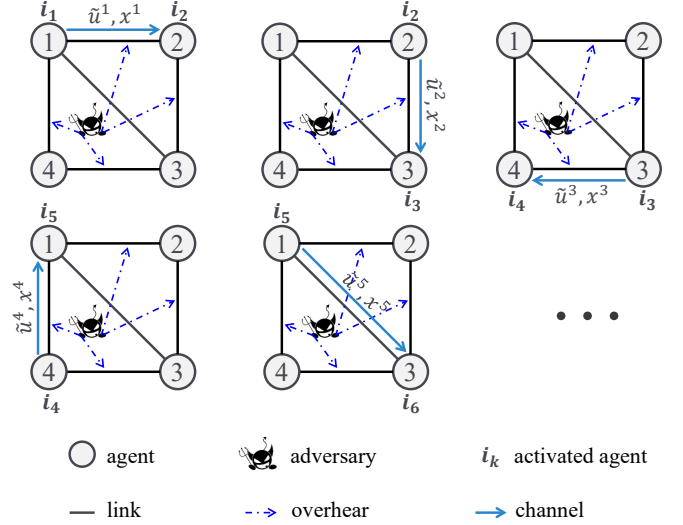 i₁ ũ¹, x¹ i₂
1 2
4 3
i₂
1 2
ũ², x²
4 3
i₃
1 2
4 3
i₄ ũ³, x³ i₃
i₅
1 2
ũ⁴, x⁴
4 3
i₄
i₅
1 2
ũ⁵, x⁵
4 3
i₆
• • •
agent adversary iₖ activated agent
link overhear channel